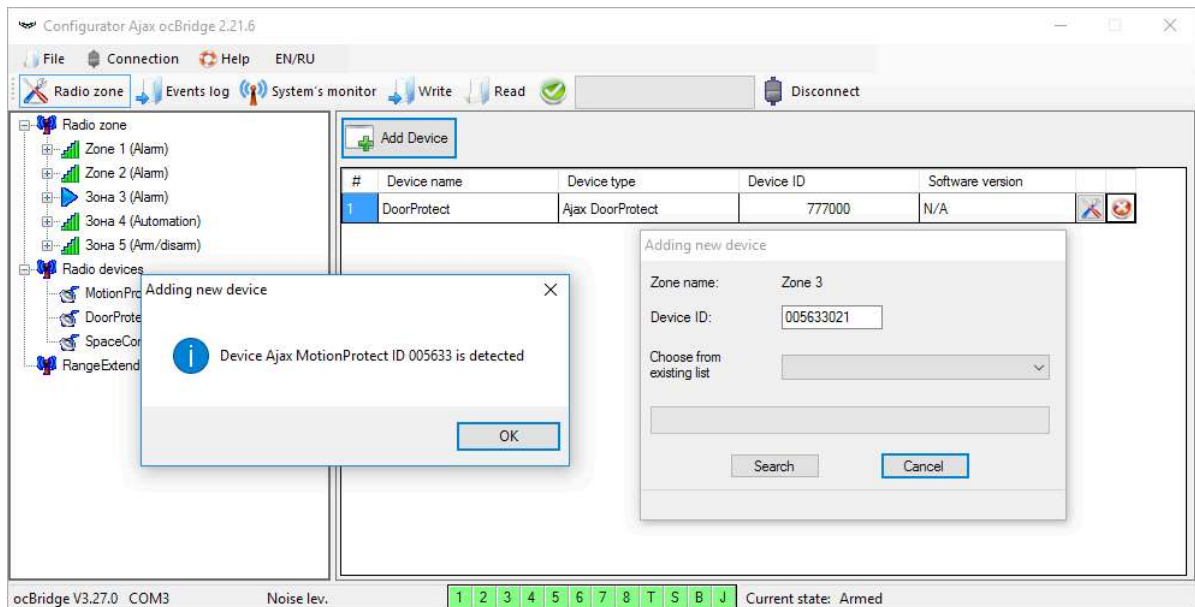 Configurator Ajax ocBridge 2.21.6
File Connection Help EN/RU
Radio zone Events log System's monitor Write Read Disconnect
Radio zone
Zone 1 (Alarm)
Zone 2 (Alarm)
Зона 3 (Alarm)
Зона 4 (Automation)
Зона 5 (Arm/disarm)
Radio devices
MotionPro
DoorProte
SpaceCor
RangeExtend
Add Device
# Device name Device type Device ID Software version
1 DoorProtect Ajax DoorProtect 777000 N/A
Adding new device
Zone name: Zone 3
Device ID: 005633021
Choose from
existing list
Search Cancel
Adding new device
Device Ajax MotionProtect ID 005633 is detected
OK
ocBridge V3.27.0 COM3 Noise lev. 1 2 3 4 5 6 7 8 T S B J Current state: Armed